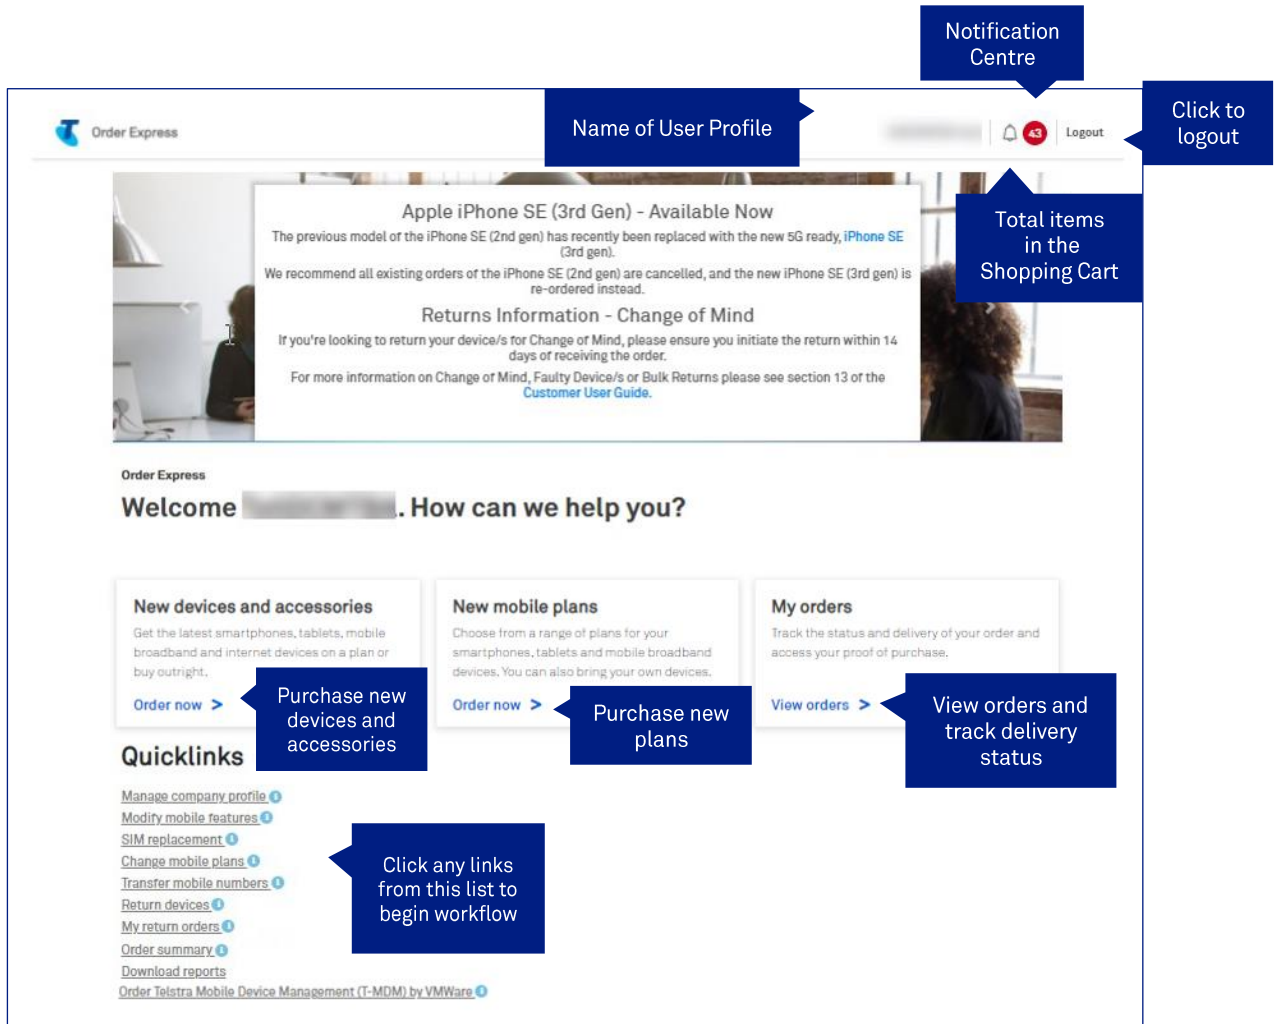 Notification
Centre
Name of User Profile
Click to
logout
Order Express
43
Logout
Total items
in the
Shopping Cart
Apple iPhone SE (3rd Gen) - Available Now
The previous model of the iPhone SE (2nd gen) has recently been replaced with the new 5G ready, iPhone SE
(3rd gen).
We recommend all existing orders of the iPhone SE (2nd gen) are cancelled, and the new iPhone SE (3rd gen) is
re-ordered instead.
Returns Information - Change of Mind
If you're looking to return your device/s for Change of Mind, please ensure you initiate the return within 14
days of receiving the order.
For more information on Change of Mind, Faulty Device/s or Bulk Returns please see section 13 of the
Customer User Guide.
Order Express
Welcome . How can we help you?
New devices and accessories
Get the latest smartphones, tablets, mobile
broadband and internet devices on a plan or
buy outright.
Order now >
Purchase new
devices and
accessories
New mobile plans
Choose from a range of plans for your
smartphones, tablets and mobile broadband
devices. You can also bring your own devices.
Order now >
Purchase new
plans
My orders
Track the status and delivery of your order and
access your proof of purchase.
View orders >
View orders and
track delivery
status
Quicklinks
Manage company profile
Modify mobile features
SIM replacement
Change mobile plans
Transfer mobile numbers
Return devices
My return orders
Order summary
Download reports
Order Telstra Mobile Device Management (T-MDM) by VMWare
Click any links
from this list to
begin workflow